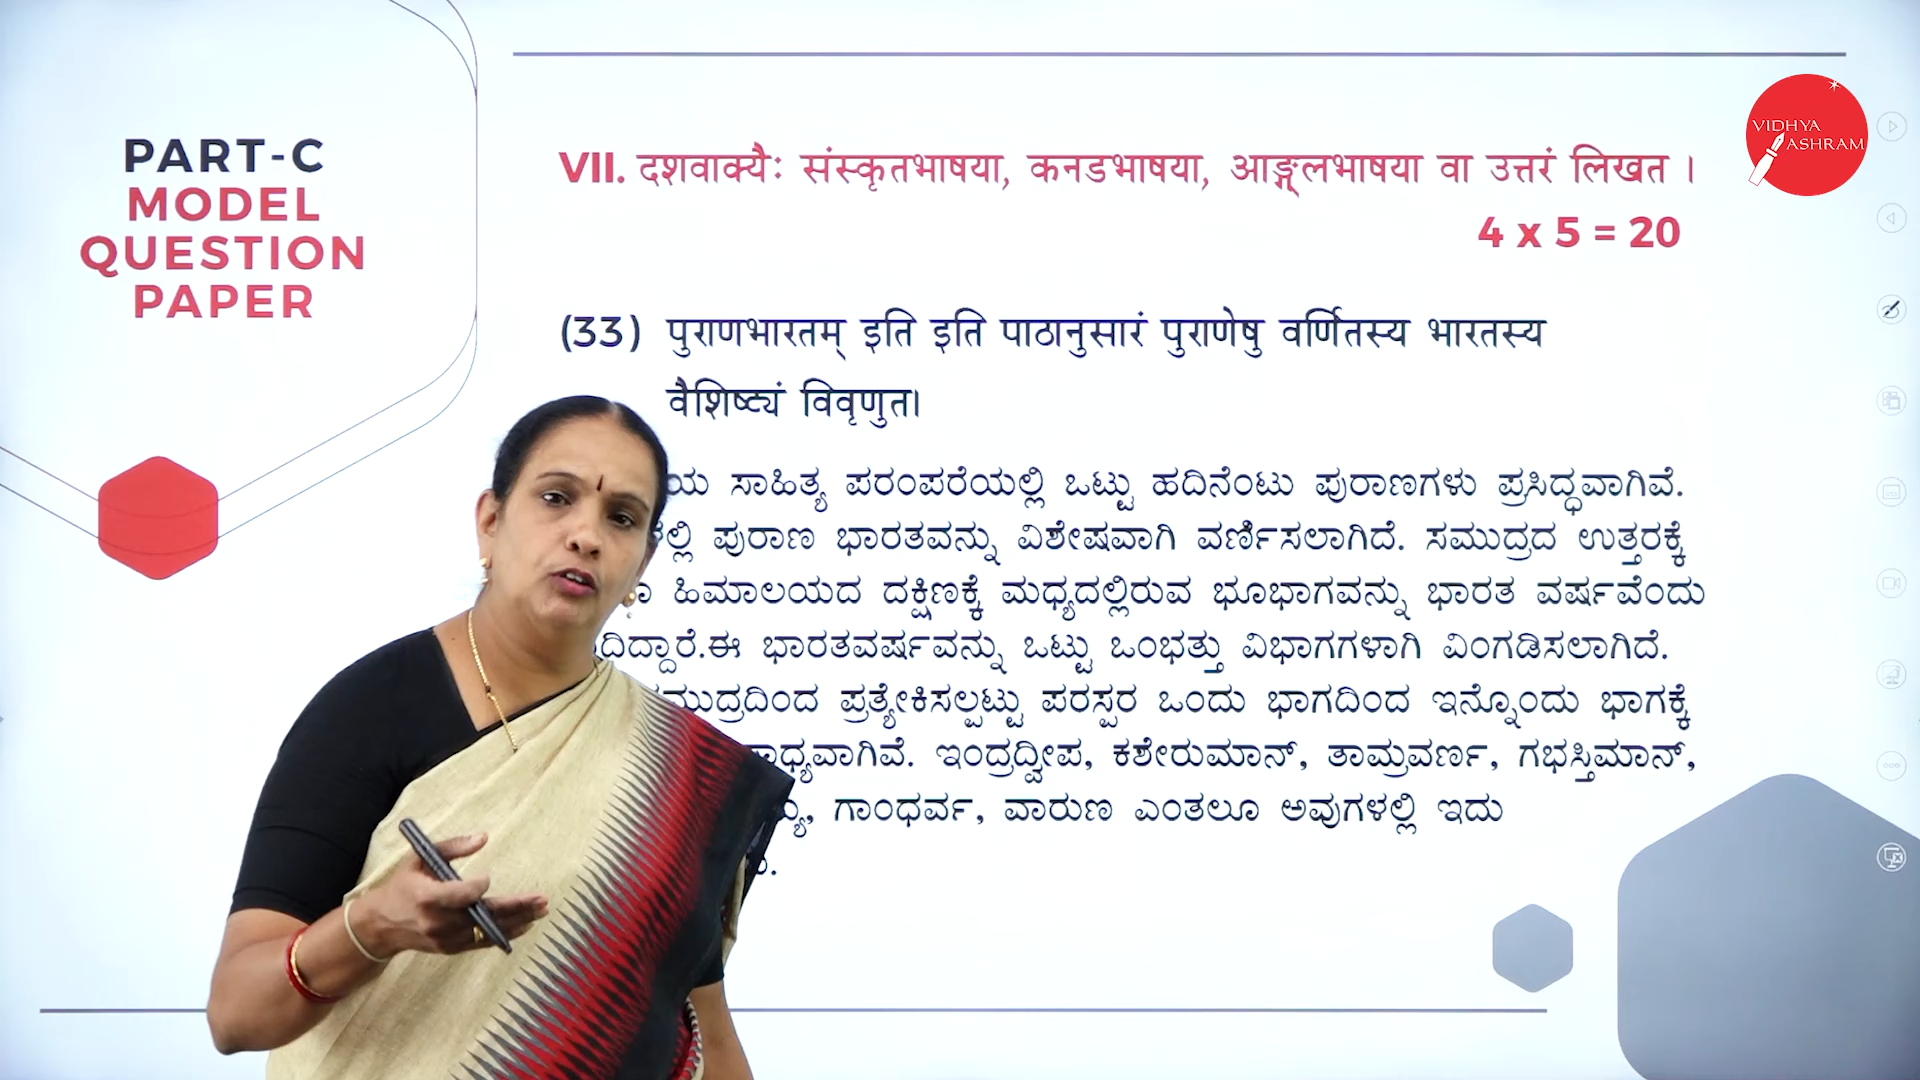 PART-C
MODEL
QUESTION
PAPER
VIDHYA
ASHRAM
VII. दशवाक्यैः संस्कृतभाषया, कनडभाषया, आङ्ग्लभाषया वा उत्तरं लिखत ।
4 x 5 = 20
(33) पुराणभारतम् इति इति पाठानुसारं पुराणेषु वर्णितस्य भारतस्य
वैशिष्ट्यं विवृणुत।
ಸಾಹಿತ್ಯ ಪರಂಪರೆಯಲ್ಲಿ ಒಟ್ಟು ಹದಿನೆಂಟು ಪುರಾಣಗಳು ಪ್ರಸಿದ್ಧವಾಗಿವೆ.
ಪುರಾಣ ಭಾರತವನ್ನು ವಿಶೇಷವಾಗಿ ವರ್ಣಿಸಲಾಗಿದೆ. ಸಮುದ್ರದ ಉತ್ತರಕ್ಕೆ
ಹಿಮಾಲಯದ ದಕ್ಷಿಣಕ್ಕೆ ಮಧ್ಯದಲ್ಲಿರುವ ಭೂಭಾಗವನ್ನು ಭಾರತ ವರ್ಷವೆಂದು
ಈ ಭಾರತವರ್ಷವನ್ನು ಒಟ್ಟು ಒಂಭತ್ತು ವಿಭಾಗಗಳಾಗಿ ವಿಂಗಡಿಸಲಾಗಿದೆ.
ಪ್ರತ್ಯೇಕಿಸಲ್ಪಟ್ಟು ಪರಸ್ಪರ ಒಂದು ಭಾಗದಿಂದ ಇನ್ನೊಂದು ಭಾಗಕ್ಕೆ
ಇಂದ್ರದ್ವೀಪ, ಕಶೇರುಮಾನ್, ತಾಮ್ರವರ್ಣ, ಗಭಸ್ತಿಮಾನ್,
ಗಾಂಧರ್ವ, ವಾರುಣ ಎಂತಲೂ ಅವುಗಳಲ್ಲಿ ಇದು